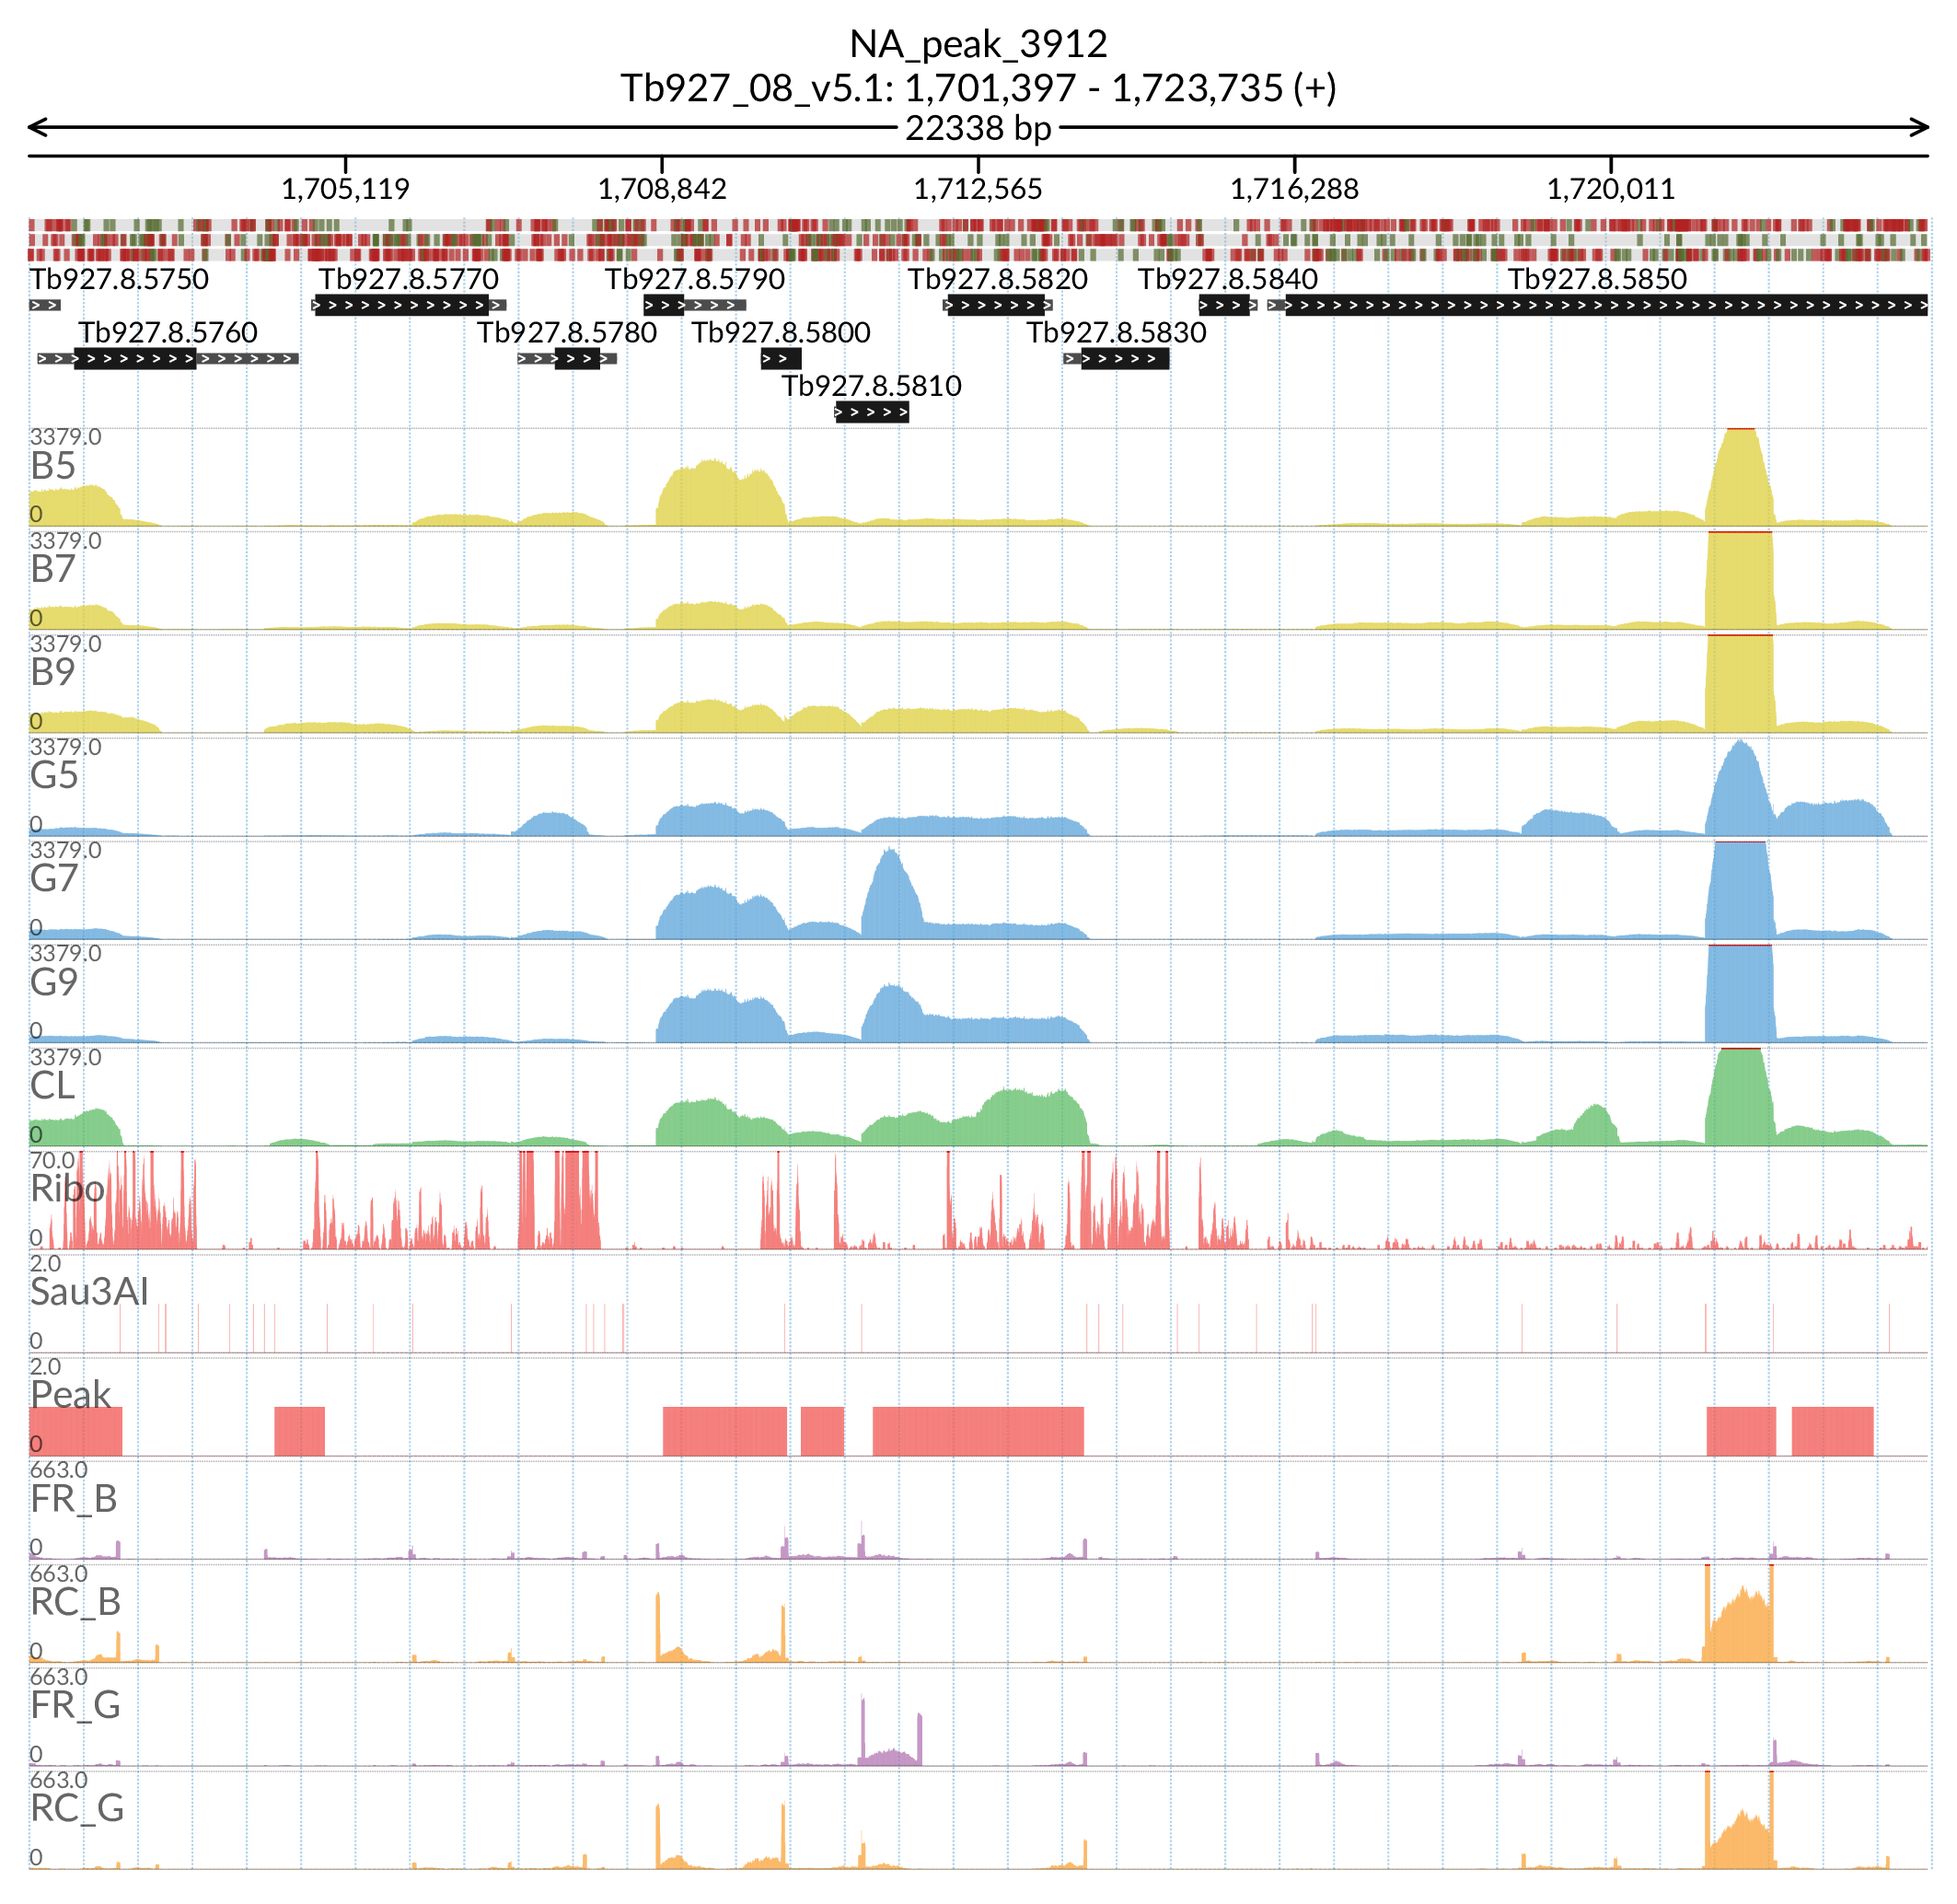 NA_peak_3912
Tb927_08_v5.1: 1,701,397 - 1,723,735 (+)
22338 bp
1,705,119 1,708,842 1,712,565 1,716,288 1,720,011
Tb927.8.5750 Tb927.8.5770 Tb927.8.5790 Tb927.8.5820 Tb927.8.5840 Tb927.8.5850
Tb927.8.5760 Tb927.8.5780 Tb927.8.5800 Tb927.8.5830
Tb927.8.5810
3379.0
B5
0
3379.0
B7
0
3379.0
B9
0
3379.0
G5
0
3379.0
G7
0
3379.0
G9
0
3379.0
CL
0
70.0
Ribo
0
2.0
Sau3AI
0
2.0
Peak
0
663.0
FR_B
0
663.0
RC_B
0
663.0
FR_G
0
663.0
RC_G
0